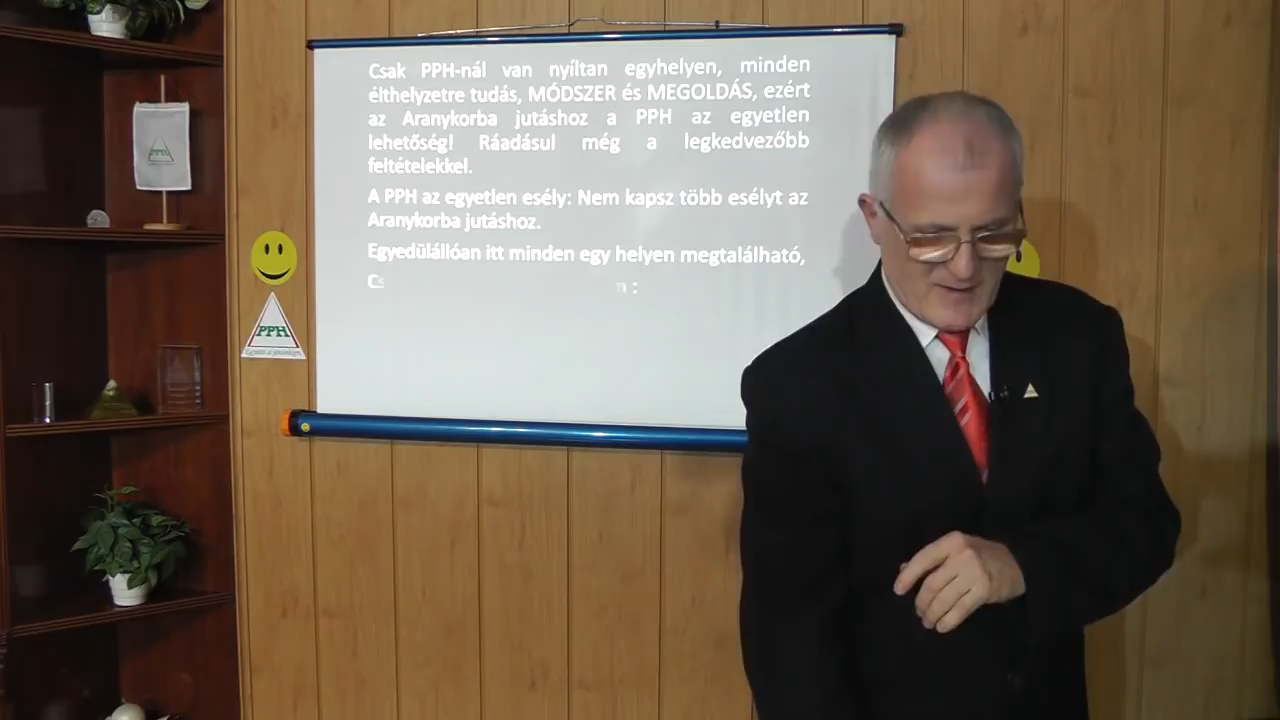 Csak PPH-nál van nyíltan egyhelyen, minden
élthelyzetre tudás, MÓDSZER és MEGOLDÁS, ezért
az Aranykorba jutáshoz a PPH az egyetlen
lehetőség! Ráadásul még a legkedvezőbb
feltételekkel.
A PPH az egyetlen esély: Nem kapsz több esélyt az
Aranykorba jutáshoz.
Egyedülállóan itt minden egy helyen megtalálható,
PPH